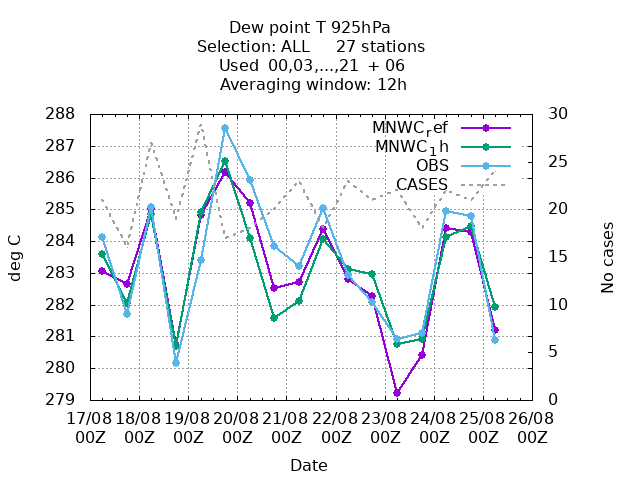 Dew point T 925hPa
Selection: ALL 27 stations
Used 00,03,...,21 + 06
Averaging window: 12h
288
287
286
285
284
283
282
281
280
279
deg C
30
25
20
15
10
5
0
No cases
MNWC_ref
MNWC_1h
OBS
CASES
17/08 18/08 19/08 20/08 21/08 22/08 23/08 24/08 25/08 26/08
00Z 00Z 00Z 00Z 00Z 00Z 00Z 00Z 00Z 00Z
Date